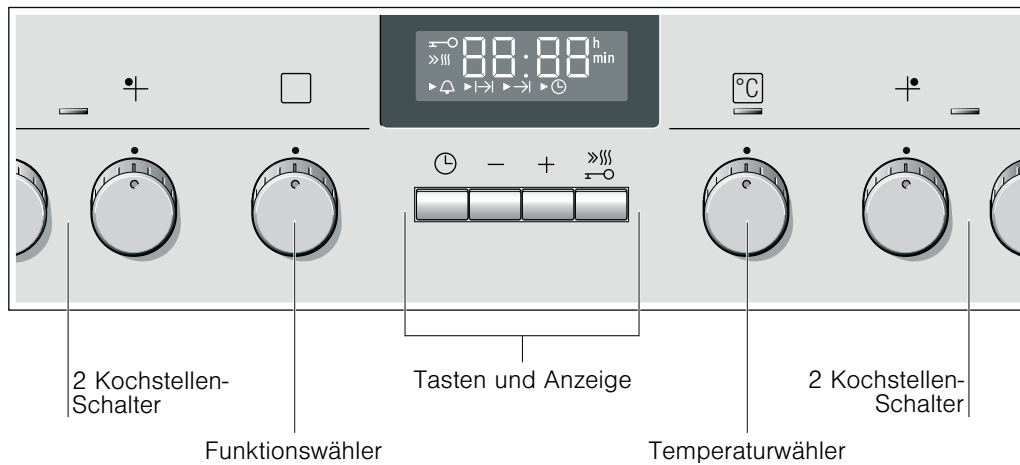 88:88 h
min
°C
− +
2 Kochstellen-
Schalter
Tasten und Anzeige
2 Kochstellen-
Schalter
Funktionswähler
Temperaturwähler